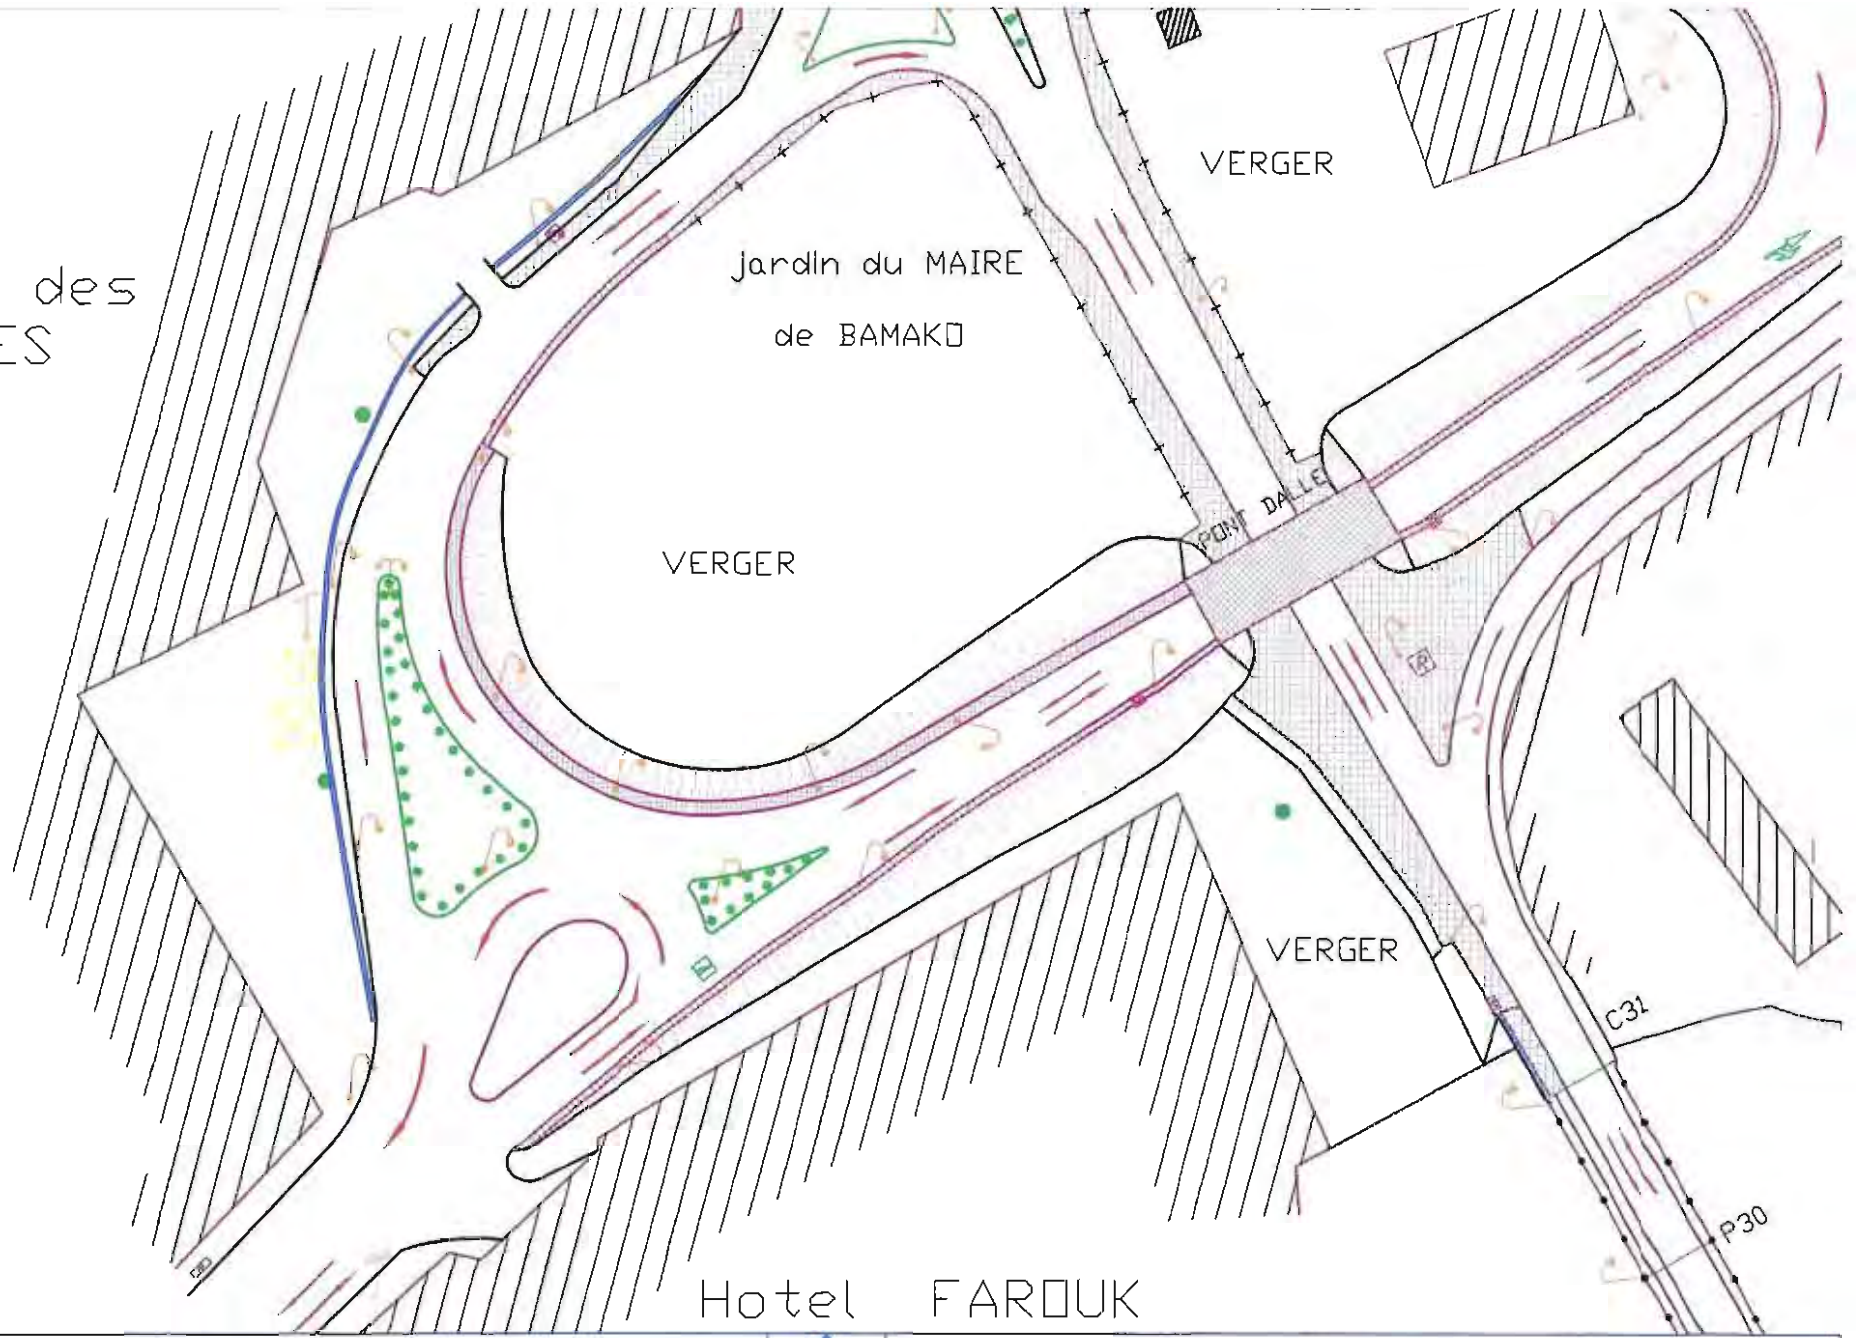 VERGER
jardin du MAIRE
de BAMAKO
des
ES
PONT DALLE
VERGER
VERGER
C31
P30
Hotel FAROUK